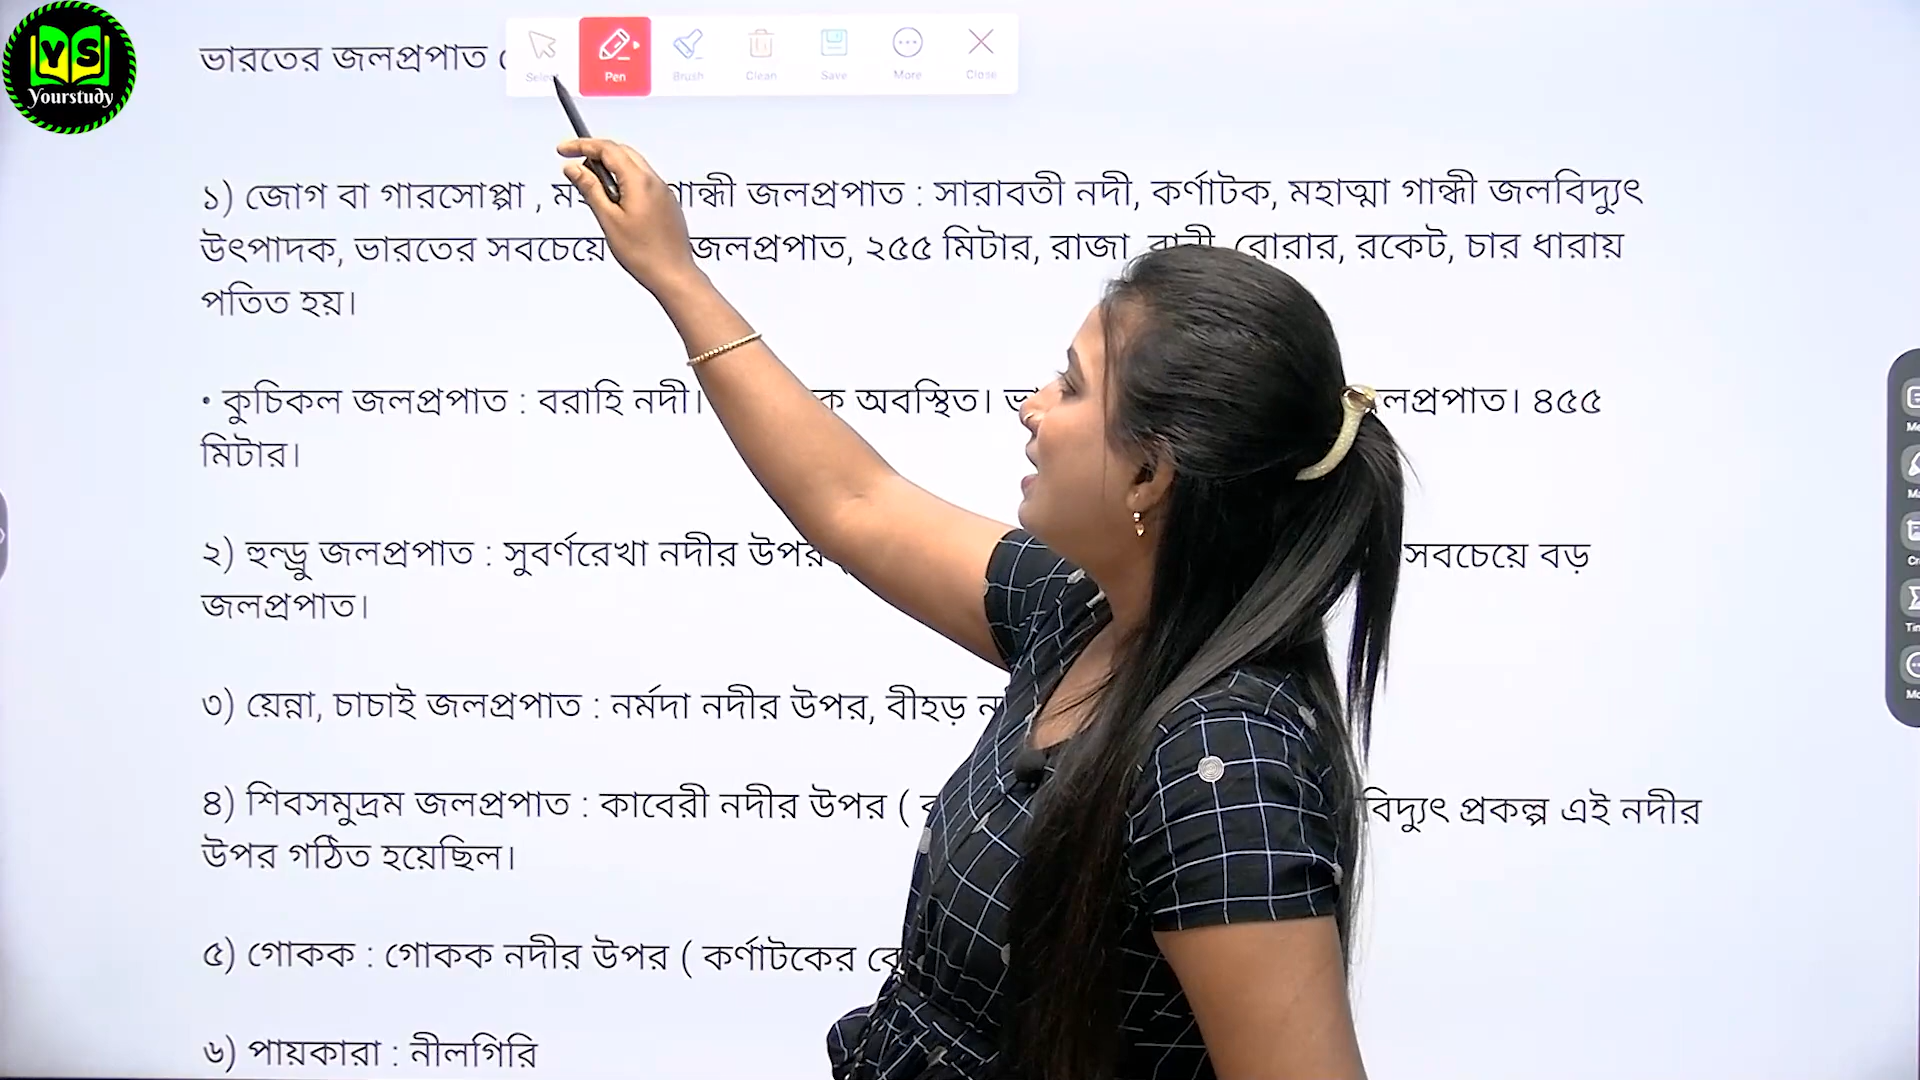 YS
Yourstudy
ভারতের জলপ্রপাত
Select Pen Brush Clean Save More Close
১) জোগ বা গারসোপ্পা , গান্ধী জলপ্রপাত : সারাবতী নদী, কর্ণাটক, মহাত্মা গান্ধী জলবিদ্যুৎ
উৎপাদক, ভারতের সবচেয়ে জলপ্রপাত, ২৫৫ মিটার, রাজা, রোরার, রকেট, চার ধারায়
পতিত হয়।
• কুচিকল জলপ্রপাত : বরাহি নদী। অবস্থিত। জলপ্রপাত। ৪৫৫
মিটার।
২) হুন্ড্রু জলপ্রপাত : সুবর্ণরেখা নদীর উপর সবচেয়ে বড়
জলপ্রপাত।
৩) য়েন্না, চাচাই জলপ্রপাত : নর্মদা নদীর উপর, বীহড়
৪) শিবসমুদ্রম জলপ্রপাত : কাবেরী নদীর উপর ( বিদ্যুৎ প্রকল্প এই নদীর
উপর গঠিত হয়েছিল।
৫) গোকক : গোকক নদীর উপর ( কর্ণাটকের
৬) পায়কারা : নীলগিরি